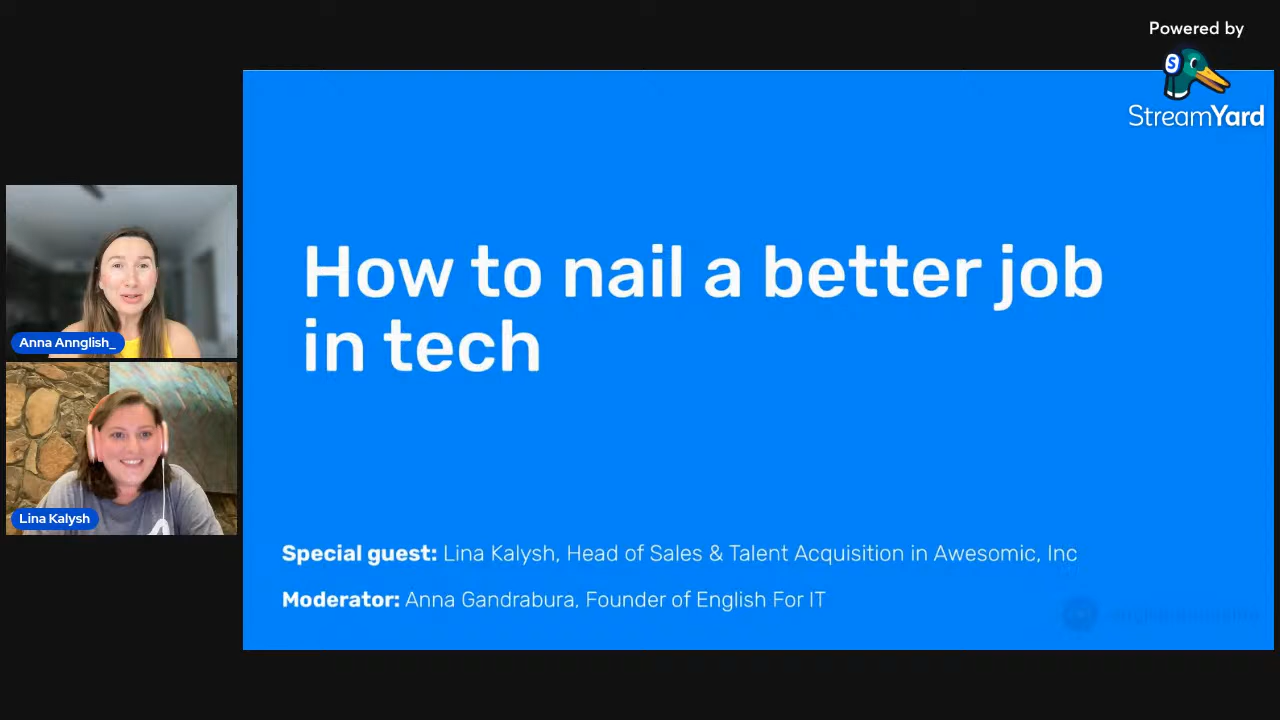 Powered by
S
StreamYard
How to nail a better job
in tech
Anna Annglish_
Lina Kalysh
Special guest: Lina Kalysh, Head of Sales & Talent Acquisition in Awesomic, Inc
Moderator: Anna Gandrabura, Founder of English For IT